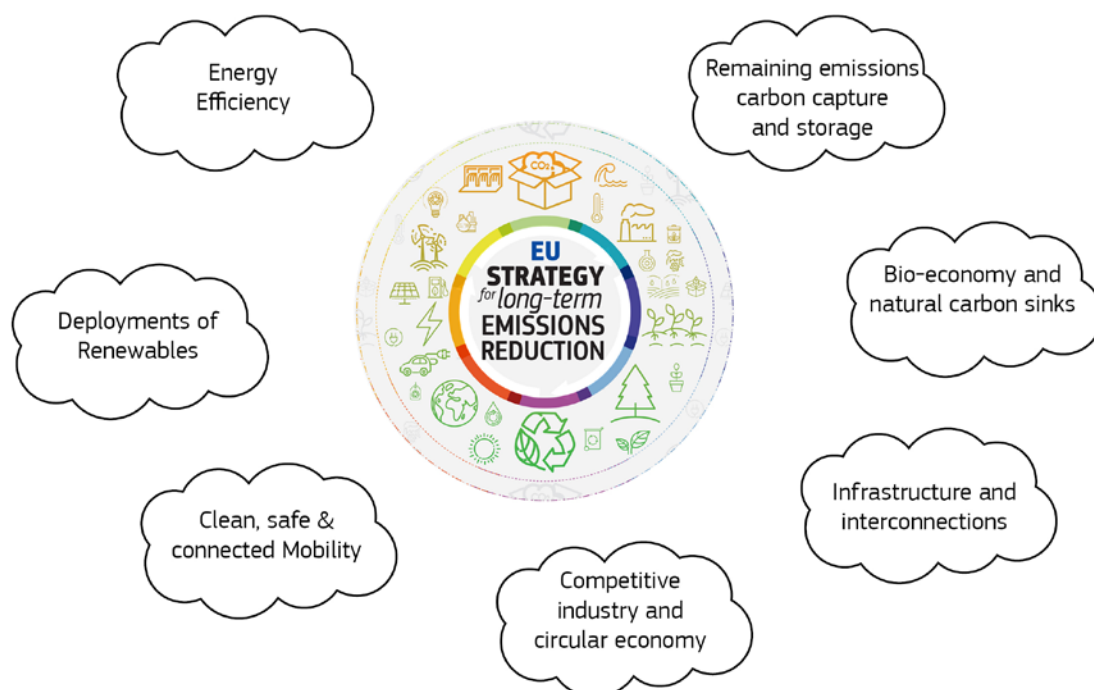 Energy
Efficiency
Remaining emissions
carbon capture
and storage
CO₂
EU
STRATEGY
for long-term
EMISSIONS
REDUCTION
Bio-economy and
natural carbon sinks
Deployments of
Renewables
Clean, safe &
connected Mobility
Infrastructure and
interconnections
Competitive
industry and
circular economy